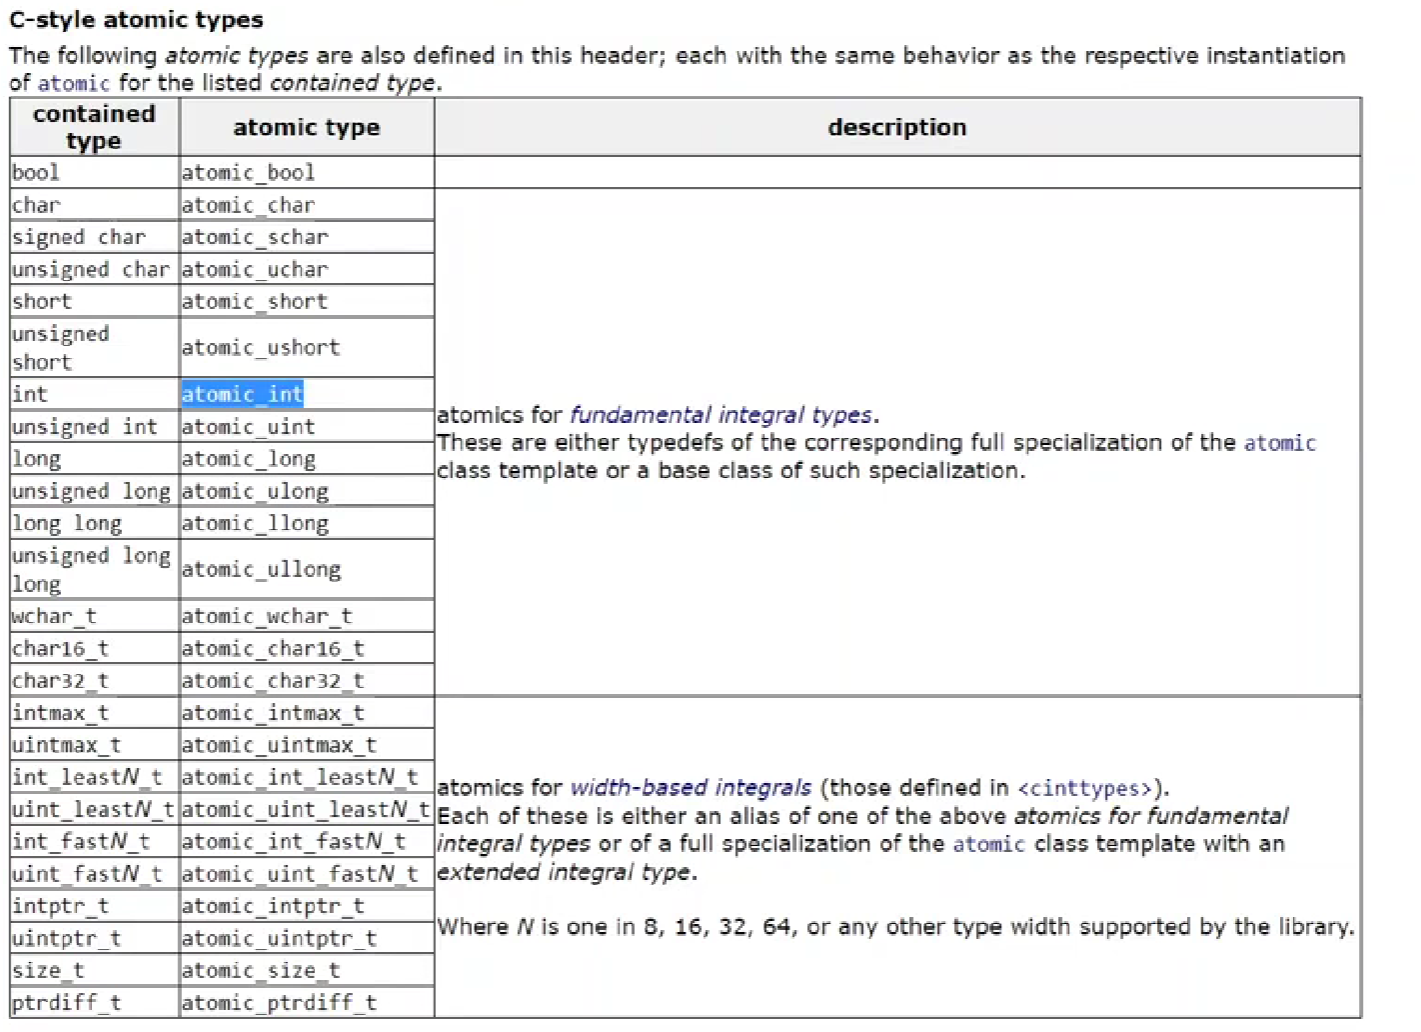 C-style atomic types
The following atomic types are also defined in this header; each with the same behavior as the respective instantiation
of atomic for the listed contained type.
contained type atomic type description
bool atomic_bool
char atomic_char
signed char atomic_schar
unsigned char atomic_uchar
short atomic_short
unsigned short atomic_ushort
int atomic_int
unsigned int atomic_uint
long atomic_long
unsigned long atomic_ulong
long long atomic_llong
unsigned long long atomic_ullong
wchar_t atomic_wchar_t
char16_t atomic_char16_t
char32_t atomic_char32_t
atomics for fundamental integral types.
These are either typedefs of the corresponding full specialization of the atomic
class template or a base class of such specialization.
intmax_t atomic_intmax_t
uintmax_t atomic_uintmax_t
int_leastN_t atomic_int_leastN_t
uint_leastN_t atomic_uint_leastN_t
int_fastN_t atomic_int_fastN_t
uint_fastN_t atomic_uint_fastN_t
intptr_t atomic_intptr_t
uintptr_t atomic_uintptr_t
size_t atomic_size_t
ptrdiff_t atomic_ptrdiff_t
atomics for width-based integrals (those defined in <cinttypes>).
Each of these is either an alias of one of the above atomics for fundamental
integral types or of a full specialization of the atomic class template with an
extended integral type.
Where N is one in 8, 16, 32, 64, or any other type width supported by the library.